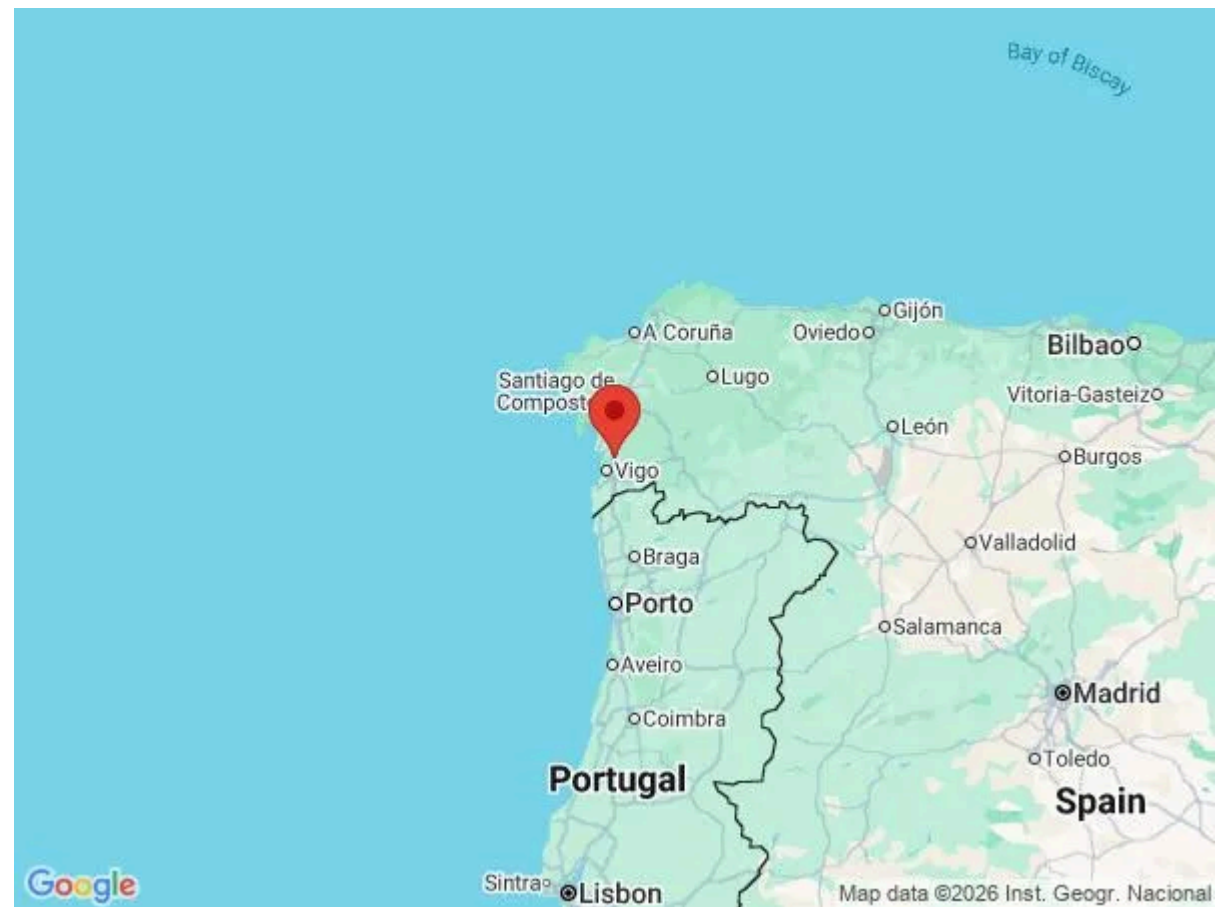 Bay of Biscay
Gijón
A Coruña
Oviedo
Bilbao
Santiago de
Lugo
Vitoria-Gasteiz
León
Burgos
Vigo
Valladolid
Braga
Porto
Salamanca
Aveiro
Madrid
Coimbra
Toledo
Portugal
Spain
Google
Sintra
Lisbon
Map data ©2026 Inst. Geogr. Nacional